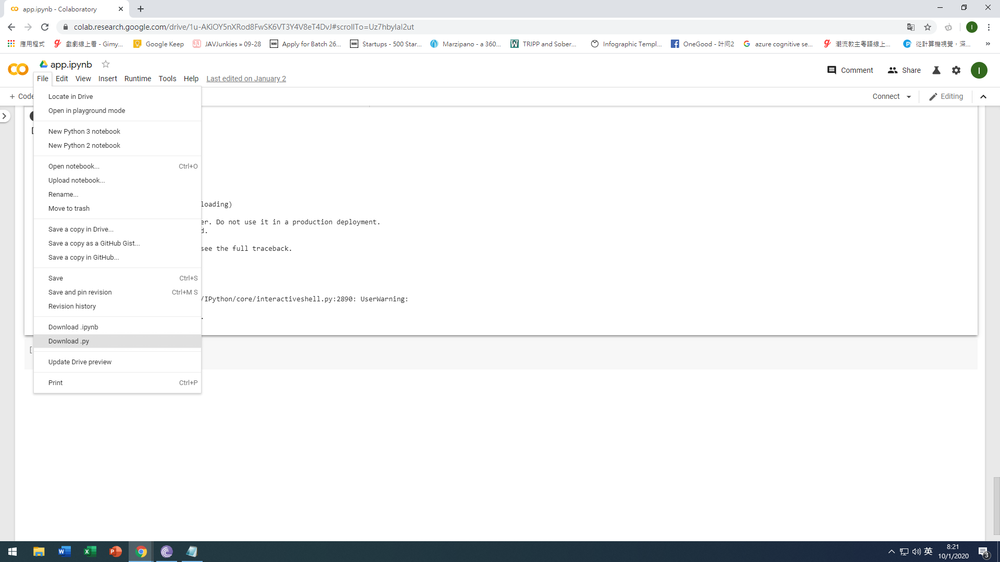 app.ipynb - Colaboratory
colab.research.google.com/drive/1u-AKiOY5nXRod8FwSK6VT3Y4V8eT4DvJ#scrollTo=Uz7hbylaI2ut
I
應用程式 戲劇線上看 - Gimy... Google Keep JAVJunkies » 09-28 Apply for Batch 26... Startups - 500 Star... Marzipano - a 360... TRIPP and Sober... Infographic Templ... OneGood - 叶问2 azure cognitive se... 潮流教主粵語線上... 從計算機視覺，深... »
app.ipynb
Comment Share I
File Edit View Insert Runtime Tools Help Last edited on January 2
+ Code
Connect Editing
Locate in Drive
Open in playground mode
New Python 3 notebook
New Python 2 notebook
Open notebook... Ctrl+O
Upload notebook...
Rename...
Move to trash
loading)
er. Do not use it in a production deployment.
d.
Save a copy in Drive...
Save a copy as a GitHub Gist...
see the full traceback.
Save a copy in GitHub...
Save Ctrl+S
Save and pin revision Ctrl+M S
/IPython/core/interactiveshell.py:2890: UserWarning:
Revision history
.
Download .ipynb
Download .py
[
Update Drive preview
Print Ctrl+P
英
8:21
10/1/2020
3